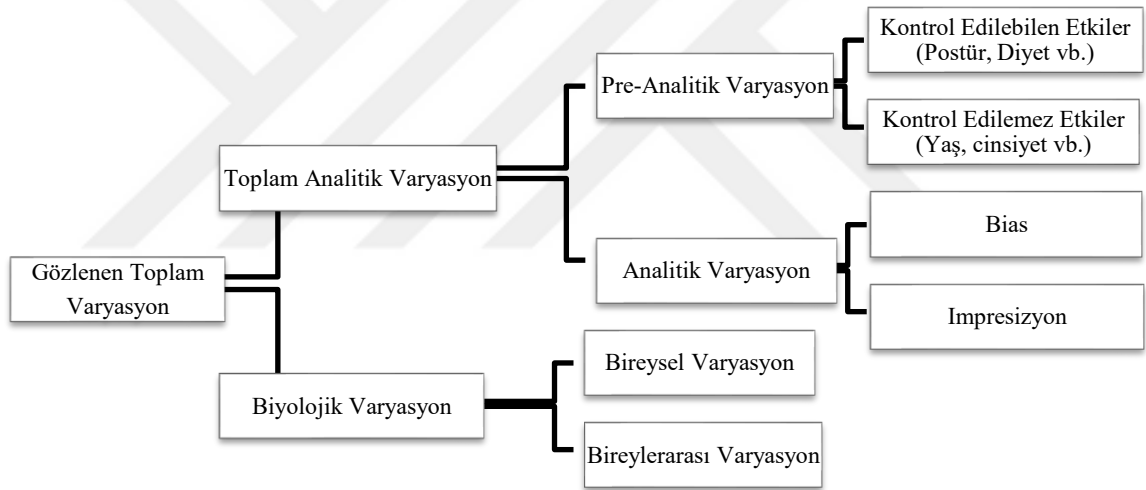 Kontrol Edilebilen Etkiler
(Postür, Diyet vb.)
Pre-Analitik Varyasyon
Kontrol Edilemez Etkiler
(Yaş, cinsiyet vb.)
Toplam Analitik Varyasyon
Bias
Analitik Varyasyon
Gözlenen Toplam
Varyasyon
Impresizyon
Bireysel Varyasyon
Biyolojik Varyasyon
Bireylerarası Varyasyon